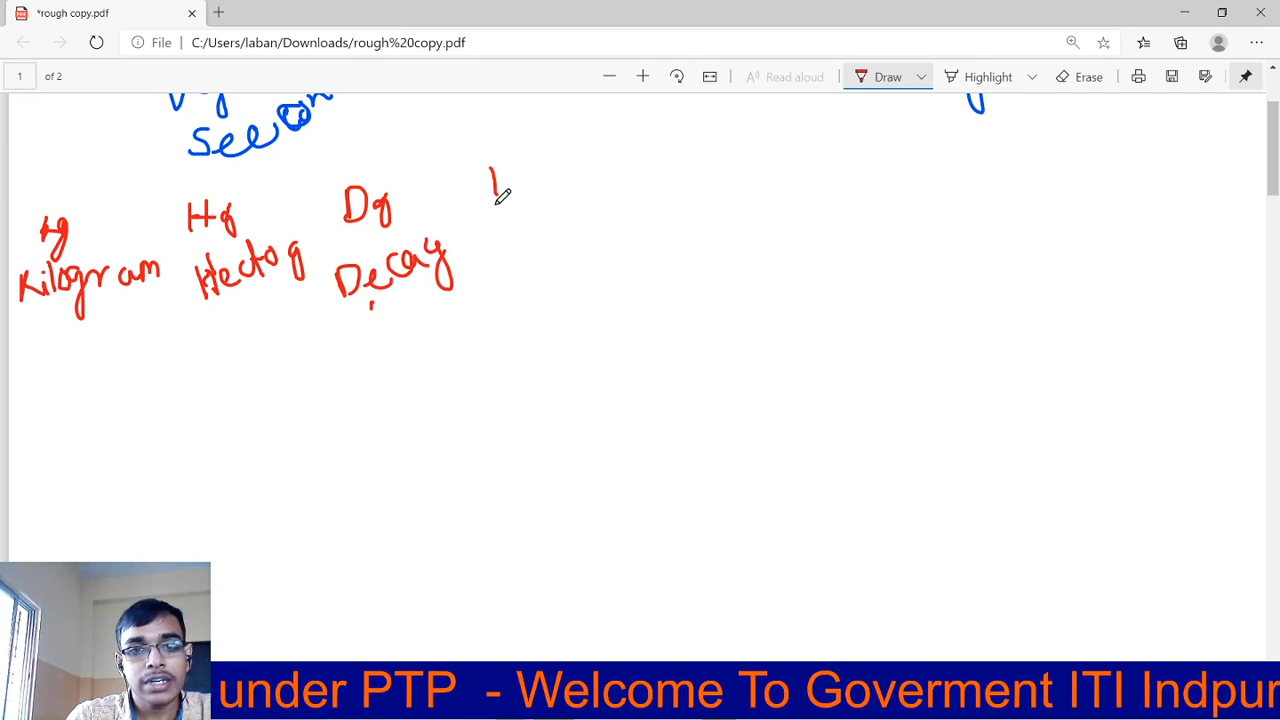 *rough copy.pdf
File C:/Users/laban/Downloads/rough%20copy.pdf
1 of 2 Read aloud Draw Highlight Erase
Kg Hg Dg
Kilogram Hectog Decag
under PTP - Welcome To Goverment ITI Indpur